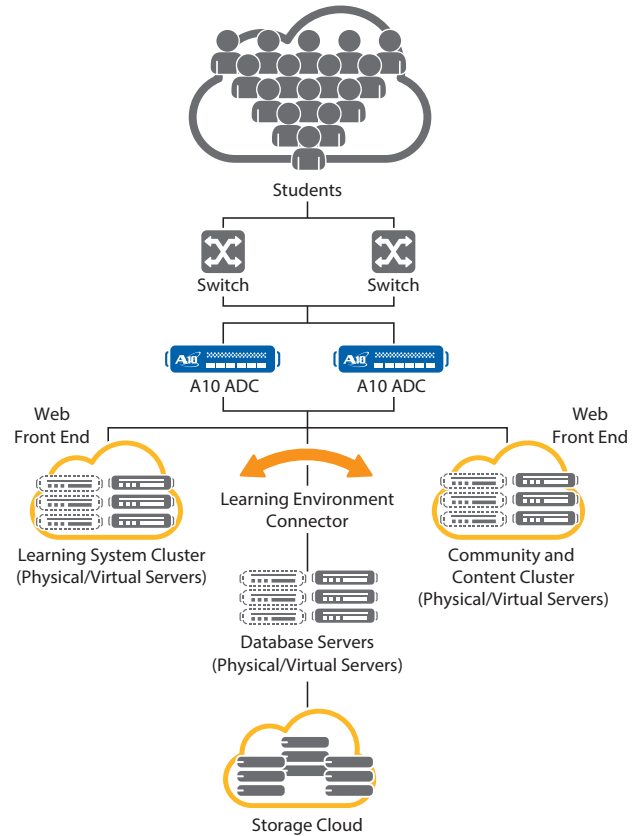 Students
Switch
Switch
A10
A10
A10 ADC
A10 ADC
Web
Front End
Web
Front End
Learning Environment
Connector
Learning System Cluster
(Physical/Virtual Servers)
Community and
Content Cluster
(Physical/Virtual Servers)
Database Servers
(Physical/Virtual Servers)
Storage Cloud